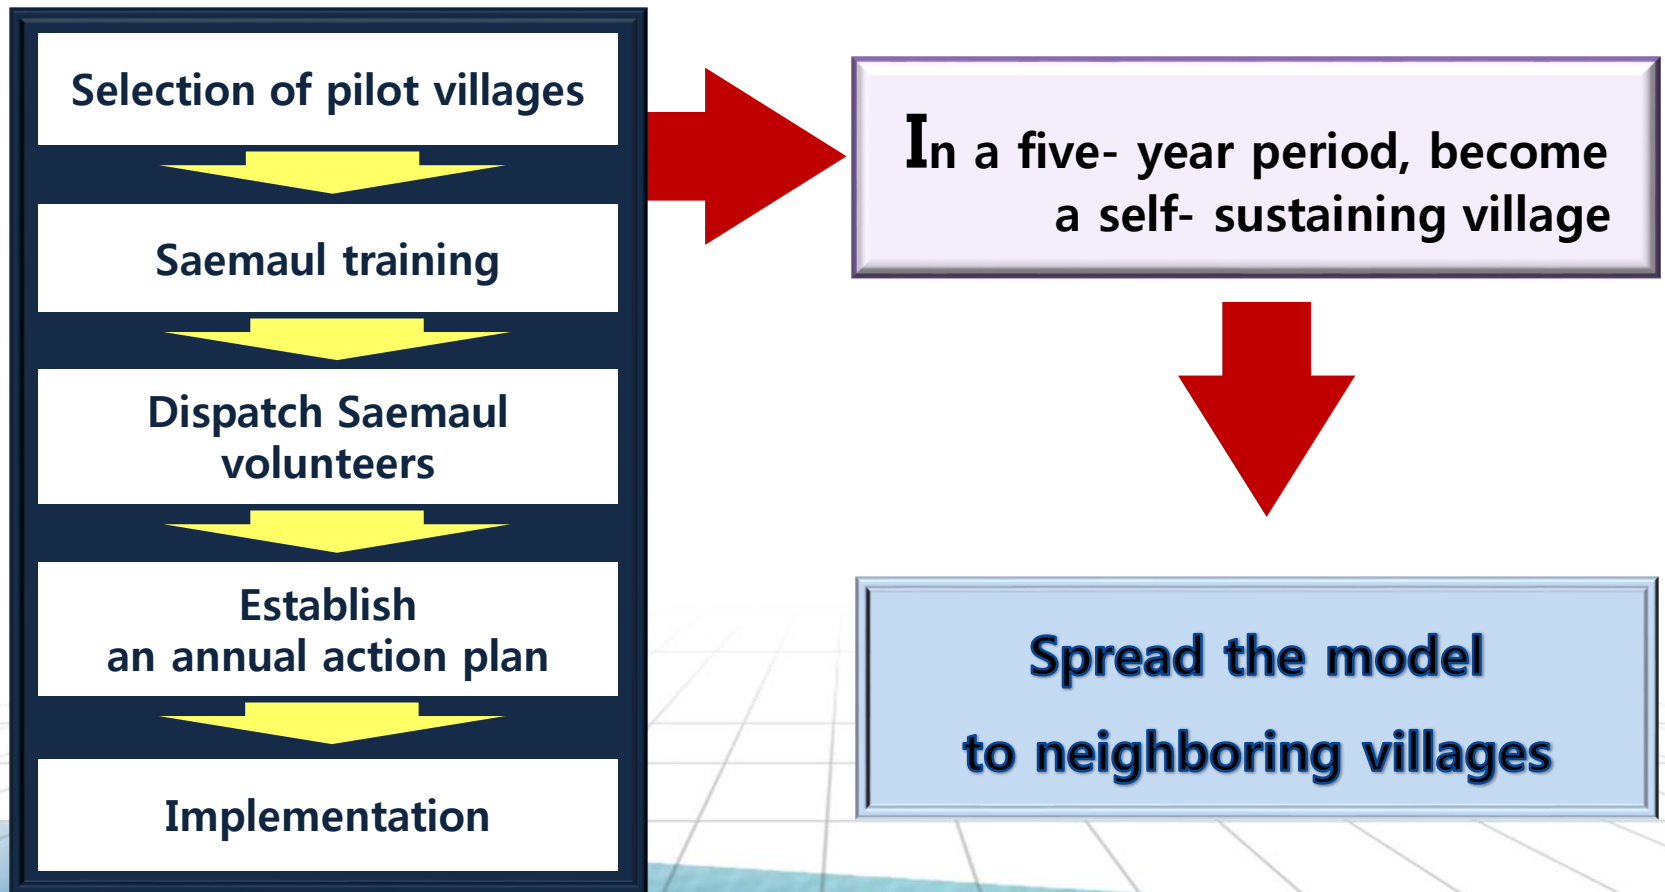 Selection of pilot villages
Saemaul training
Dispatch Saemaul
volunteers
Establish
an annual action plan
Implementation
In a five- year period, become
a self- sustaining village
Spread the model
to neighboring villages